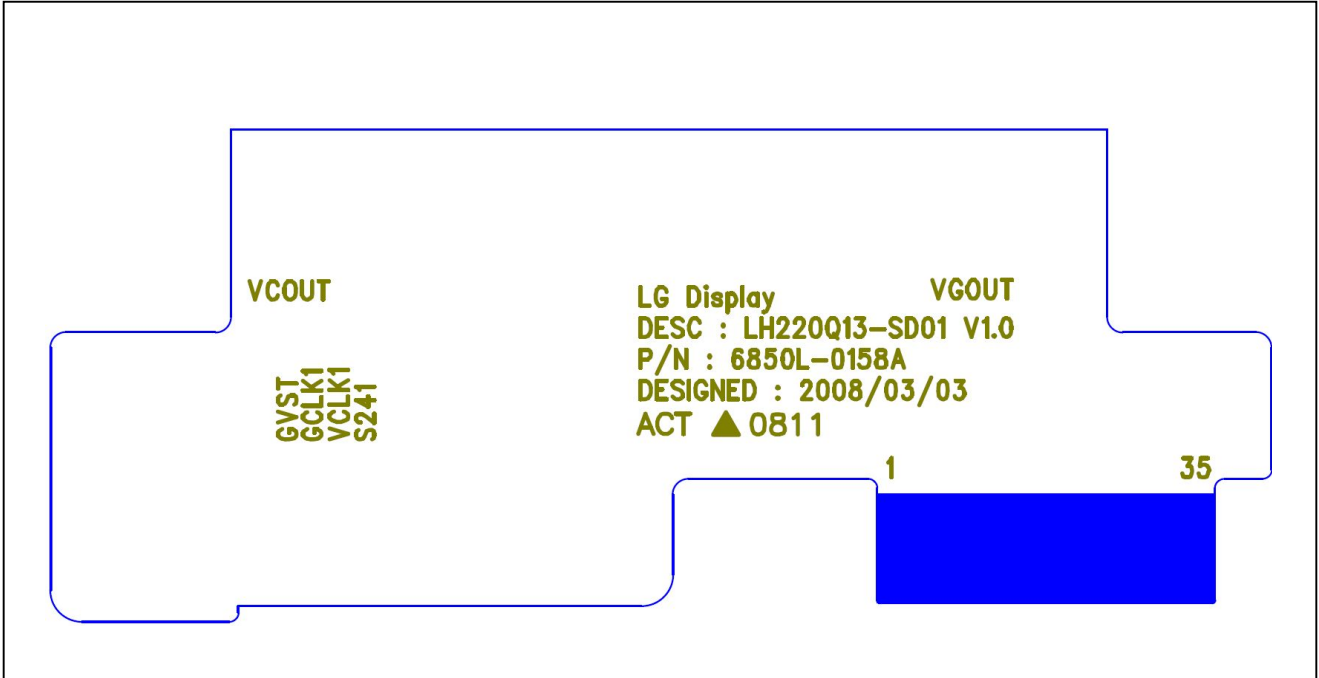 VCOUT
VGOUT
LG Display
DESC : LH220Q13-SD01 V1.0
P/N : 6850L-0158A
DESIGNED : 2008/03/03
ACT ▲ 0811
GVST
GCLK1
VCLK1
S241
1
35